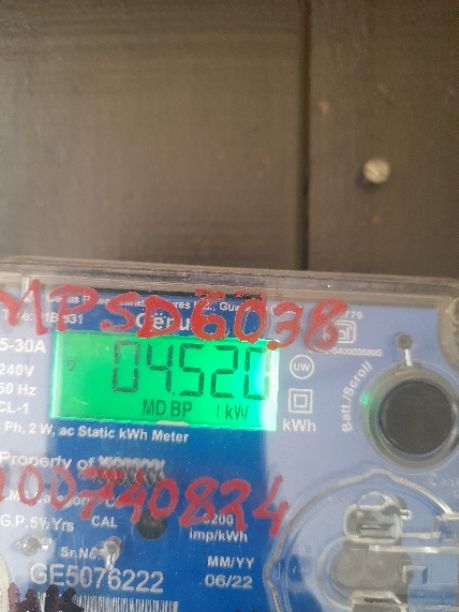 MPSD6038
Genus
5-30A
240V
50 Hz
CL-1
04.520
MD BP kW
UW
kWh
Batt./Scroll
Ph, 2 W, ac Static kWh Meter
Property of
100740824
G.P. 5½ Yrs CAL
3200
imp/kWh
Sr.No
MM/YY
GE5076222 06/22